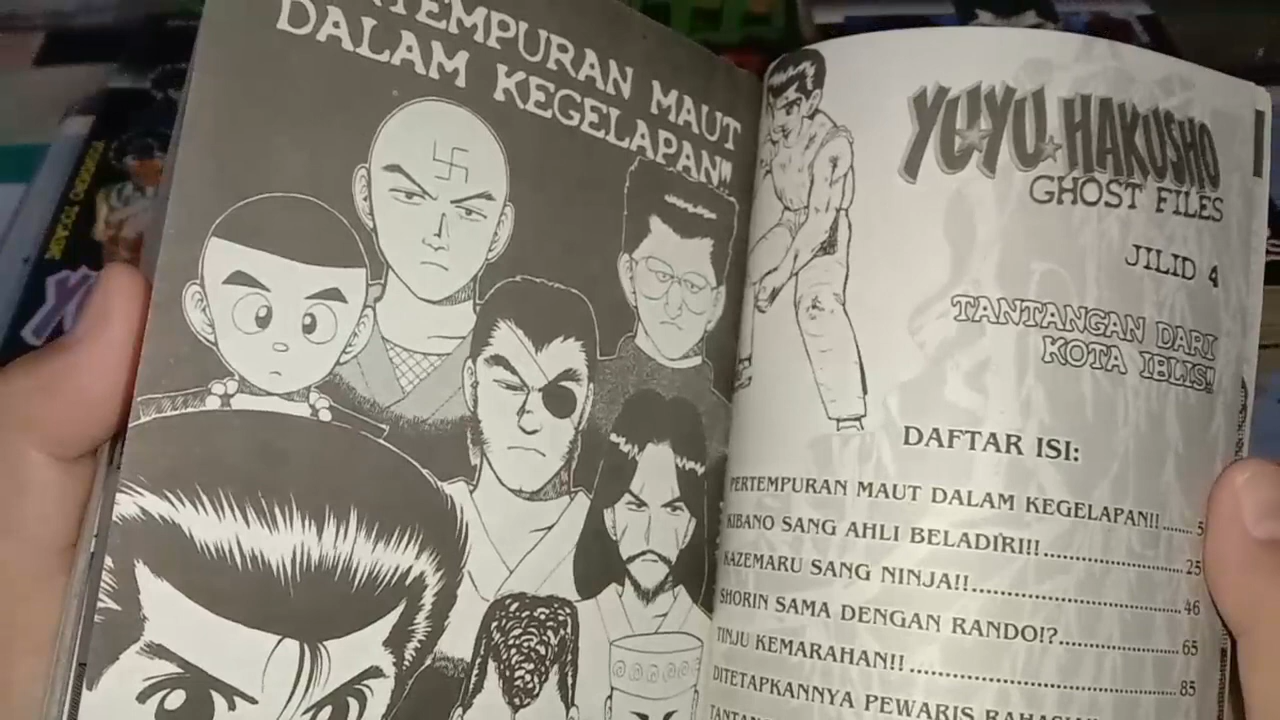 TEMPURAN MAUT
DALAM KEGELAPAN!!
YUYU HAKUSHO
GHOST FILES
JILID 4
TANTANGAN DARI
KOTA IBLIS!!
DAFTAR ISI:
PERTEMPURAN MAUT DALAM KEGELAPAN!!........5
KIBANO SANG AHLI BELADIRI!!........25
KAZEMARU SANG NINJA!!........46
SHORIN SAMA DENGAN RANDO!?........65
TINJU KEMARAHAN!!........85
DITETAPKANNYA PEWARIS